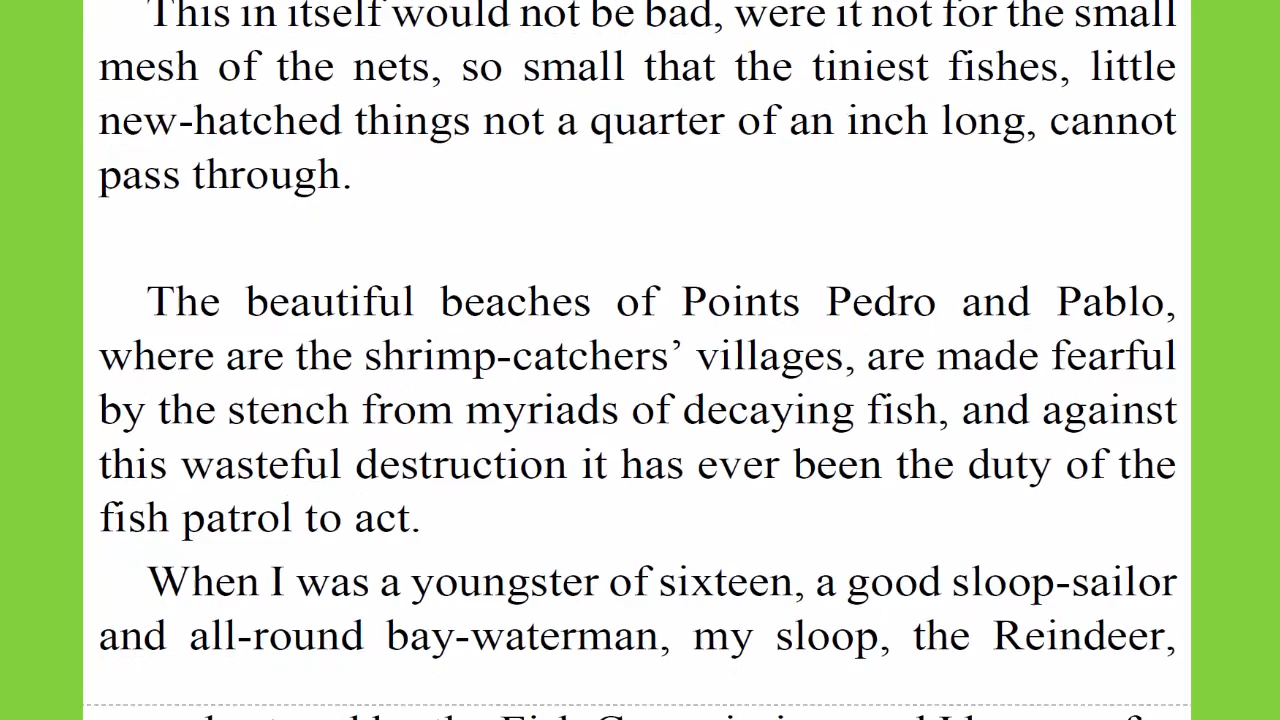 This in itself would not be bad, were it not for the small
mesh of the nets, so small that the tiniest fishes, little
new-hatched things not a quarter of an inch long, cannot
pass through.
The beautiful beaches of Points Pedro and Pablo,
where are the shrimp-catchers’ villages, are made fearful
by the stench from myriads of decaying fish, and against
this wasteful destruction it has ever been the duty of the
fish patrol to act.
When I was a youngster of sixteen, a good sloop-sailor
and all-round bay-waterman, my sloop, the Reindeer,